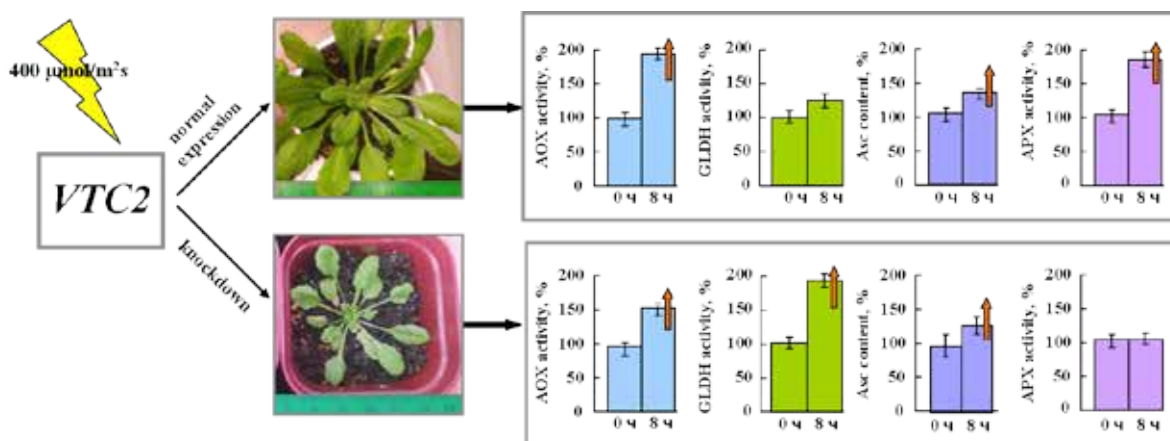 400 μmol/m²s
VTC2
normal
expression
knockdown
AOX activity, %
200
150
100
50
0
0 ч 8 ч
GLDH activity, %
200
150
100
50
0
0 ч 8 ч
Asc content, %
200
150
100
50
0
0 ч 8 ч
APX activity, %
200
150
100
50
0
0 ч 8 ч
AOX activity, %
200
150
100
50
0
0 ч 8 ч
GLDH activity, %
200
150
100
50
0
0 ч 8 ч
Asc content, %
200
150
100
50
0
0 ч 8 ч
APX activity, %
200
150
100
50
0
0 ч 8 ч